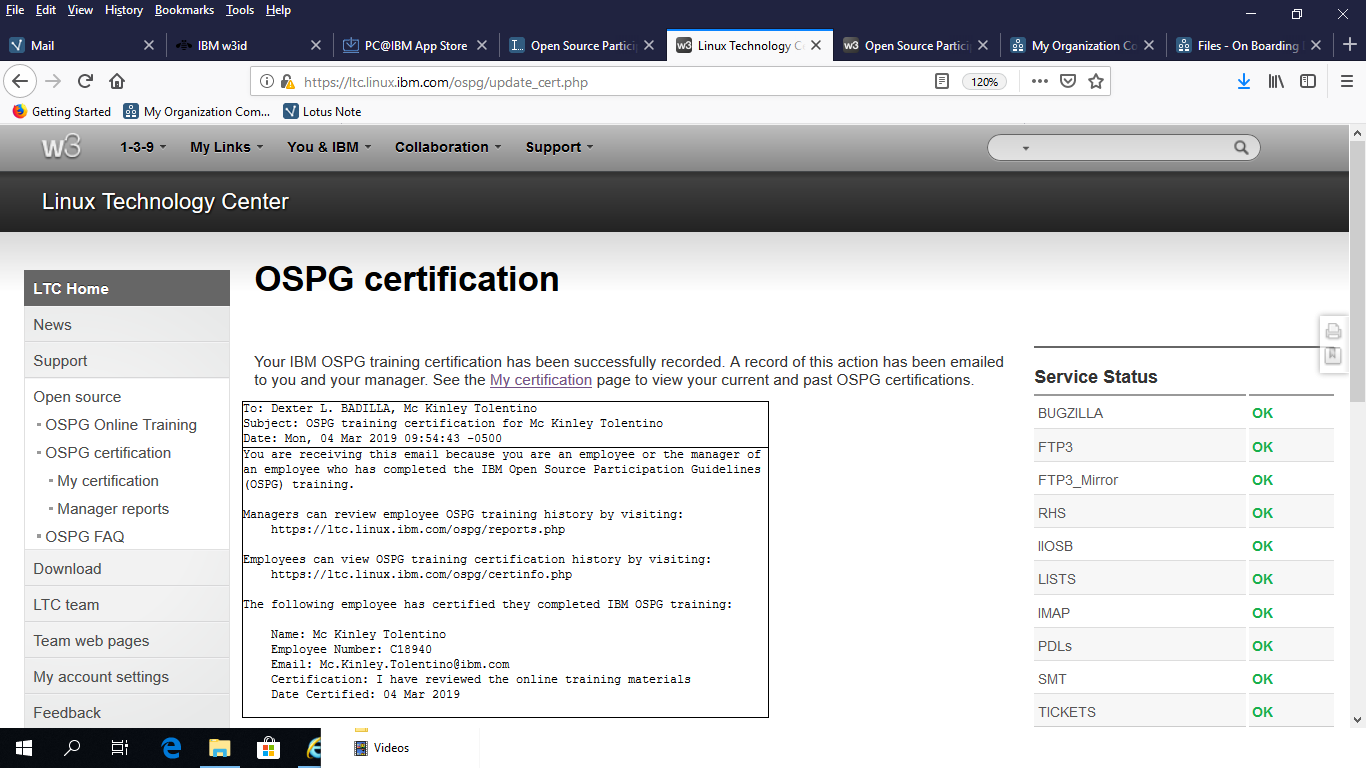 File Edit View History Bookmarks Tools Help
Mail
IBM w3id
PC@IBM App Store
Open Source Partici
Linux Technology C
Open Source Partici
My Organization Co
Files - On Boarding
https://ltc.linux.ibm.com/ospg/update_cert.php
120%
Getting Started
My Organization Com...
Lotus Note
w3
1-3-9
My Links
You & IBM
Collaboration
Support
Linux Technology Center
LTC Home
News
Support
Open source
OSPG Online Training
OSPG certification
My certification
Manager reports
OSPG FAQ
Download
LTC team
Team web pages
My account settings
Feedback
OSPG certification
Your IBM OSPG training certification has been successfully recorded. A record of this action has been emailed
to you and your manager. See the My certification page to view your current and past OSPG certifications.
To: Dexter L. BADILLA, Mc Kinley Tolentino
Subject: OSPG training certification for Mc Kinley Tolentino
Date: Mon, 04 Mar 2019 09:54:43 -0500
You are receiving this email because you are an employee or the manager of
an employee who has completed the IBM Open Source Participation Guidelines
(OSPG) training.
Managers can review employee OSPG training history by visiting:
https://ltc.linux.ibm.com/ospg/reports.php
Employees can view OSPG training certification history by visiting:
https://ltc.linux.ibm.com/ospg/certinfo.php
The following employee has certified they completed IBM OSPG training:
Name: Mc Kinley Tolentino
Employee Number: C18940
Email: Mc.Kinley.Tolentino@ibm.com
Certification: I have reviewed the online training materials
Date Certified: 04 Mar 2019
Service Status
BUGZILLA OK
FTP3 OK
FTP3_Mirror OK
RHS OK
IIOSB OK
LISTS OK
IMAP OK
PDLs OK
SMT OK
TICKETS OK
Videos